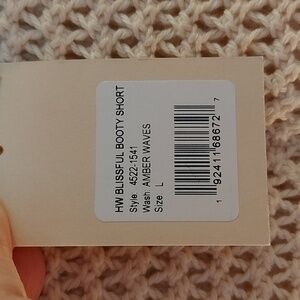 HW BLISSFUL BOOTY SHORT
Style 4522-1541
Wash AMBER WAVES
Size L
1 92411 68672 7